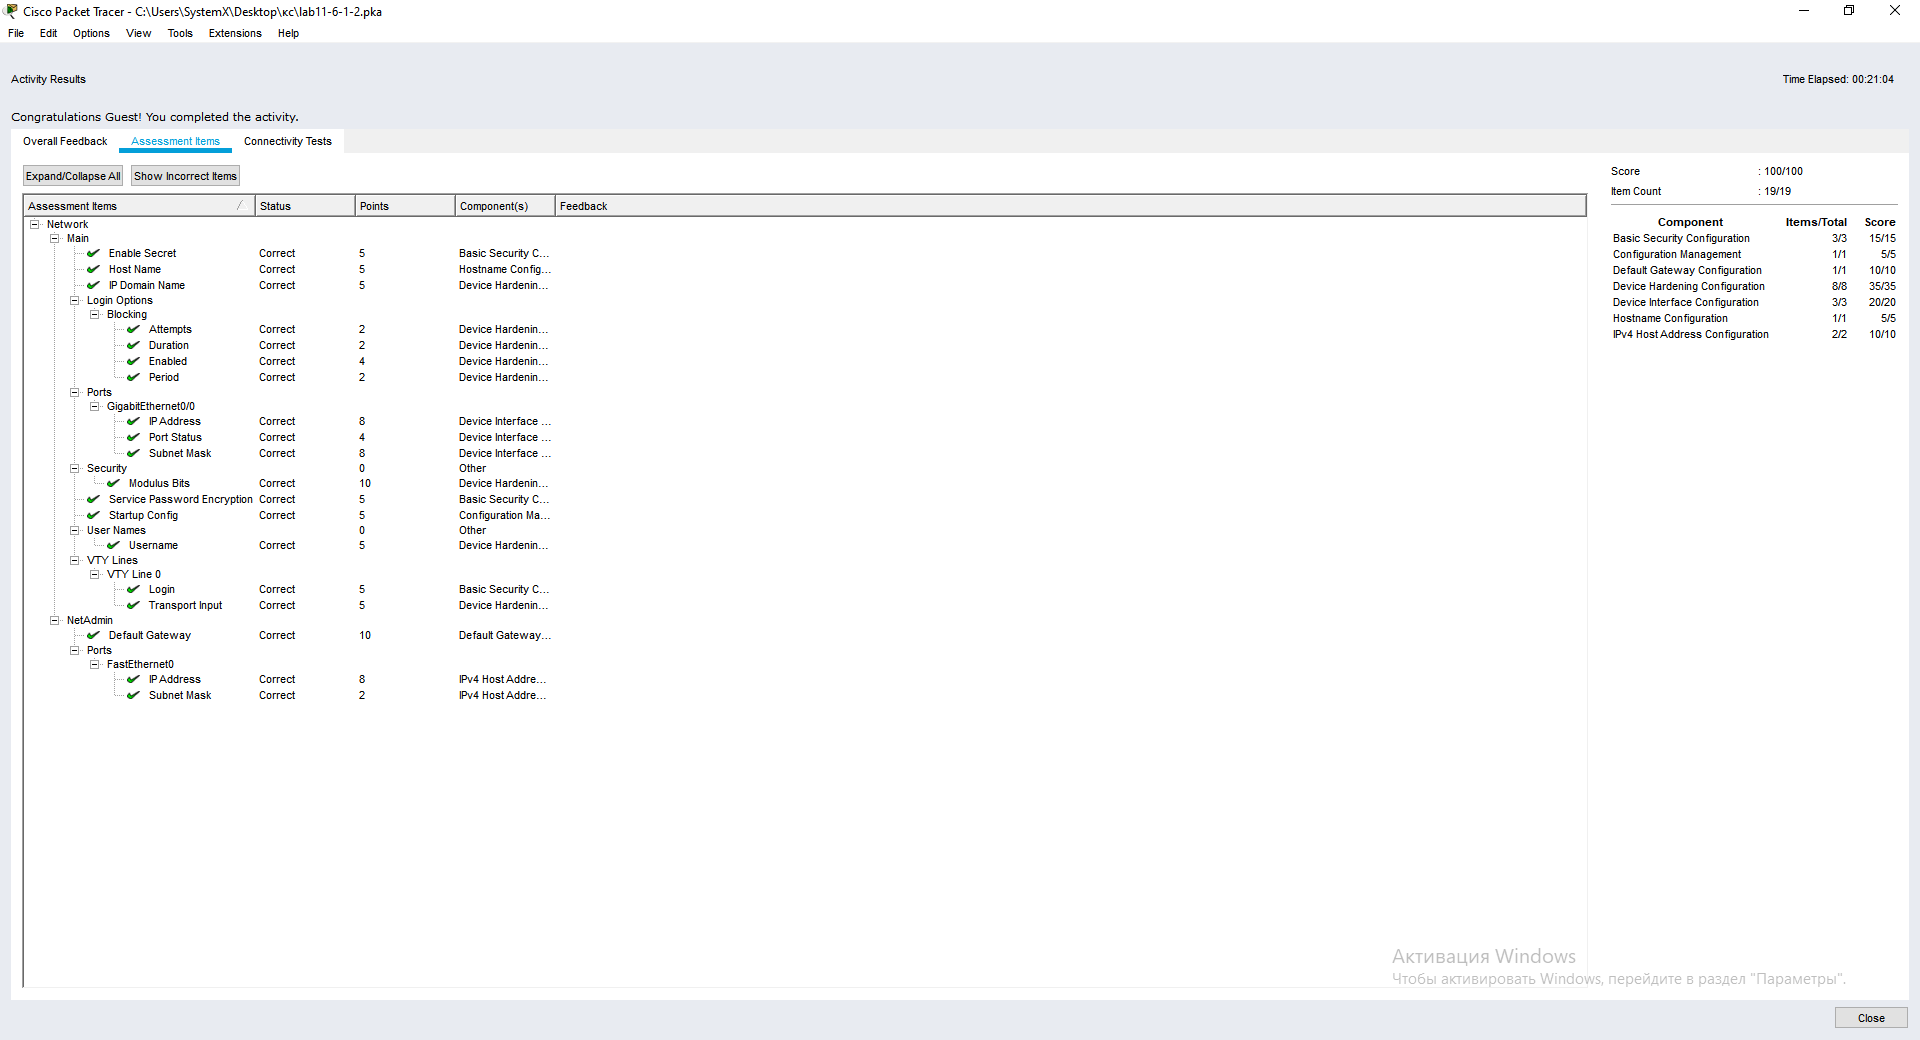 Cisco Packet Tracer - C:\Users\SystemX\Desktop\кс\lab11-6-1-2.pka
File Edit Options View Tools Extensions Help
Activity Results
Time Elapsed: 00:21:04
Congratulations Guest! You completed the activity.
Overall Feedback Assessment Items Connectivity Tests
Expand/Collapse All Show Incorrect Items
Assessment Items Status Points Component(s) Feedback
Network
Main
Enable Secret Correct 5 Basic Security C...
Host Name Correct 5 Hostname Config...
IP Domain Name Correct 5 Device Hardenin...
Login Options
Blocking
Attempts Correct 2 Device Hardenin...
Duration Correct 2 Device Hardenin...
Enabled Correct 4 Device Hardenin...
Period Correct 2 Device Hardenin...
Ports
GigabitEthernet0/0
IP Address Correct 8 Device Interface ...
Port Status Correct 4 Device Interface ...
Subnet Mask Correct 8 Device Interface ...
Security 0 Other
Modulus Bits Correct 10 Device Hardenin...
Service Password Encryption Correct 5 Basic Security C...
Startup Config Correct 5 Configuration Ma...
User Names 0 Other
Username Correct 5 Device Hardenin...
VTY Lines
VTY Line 0
Login Correct 5 Basic Security C...
Transport Input Correct 5 Device Hardenin...
NetAdmin
Default Gateway Correct 10 Default Gateway...
Ports
FastEthernet0
IP Address Correct 8 IPv4 Host Addre...
Subnet Mask Correct 2 IPv4 Host Addre...
Score : 100/100
Item Count : 19/19
Component Items/Total Score
Basic Security Configuration 3/3 15/15
Configuration Management 1/1 5/5
Default Gateway Configuration 1/1 10/10
Device Hardening Configuration 8/8 35/35
Device Interface Configuration 3/3 20/20
Hostname Configuration 1/1 5/5
IPv4 Host Address Configuration 2/2 10/10
Активация Windows
Чтобы активировать Windows, перейдите в раздел "Параметры".
Close